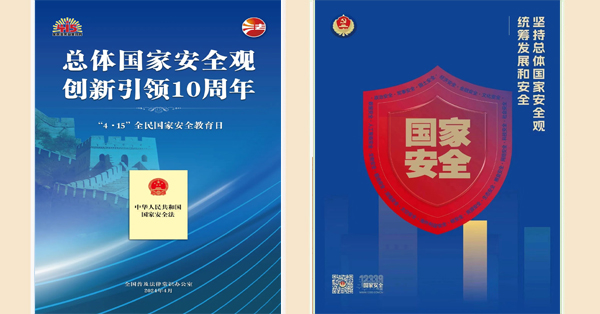 总体国家安全观
创新引领10周年
“4·15”全民国家安全教育日
中华人民共和国
国家安全法
全国普及法律常识办公室
2024年4月
坚持总体国家安全观
统筹发展和安全
国家
安全
12339
国家安全